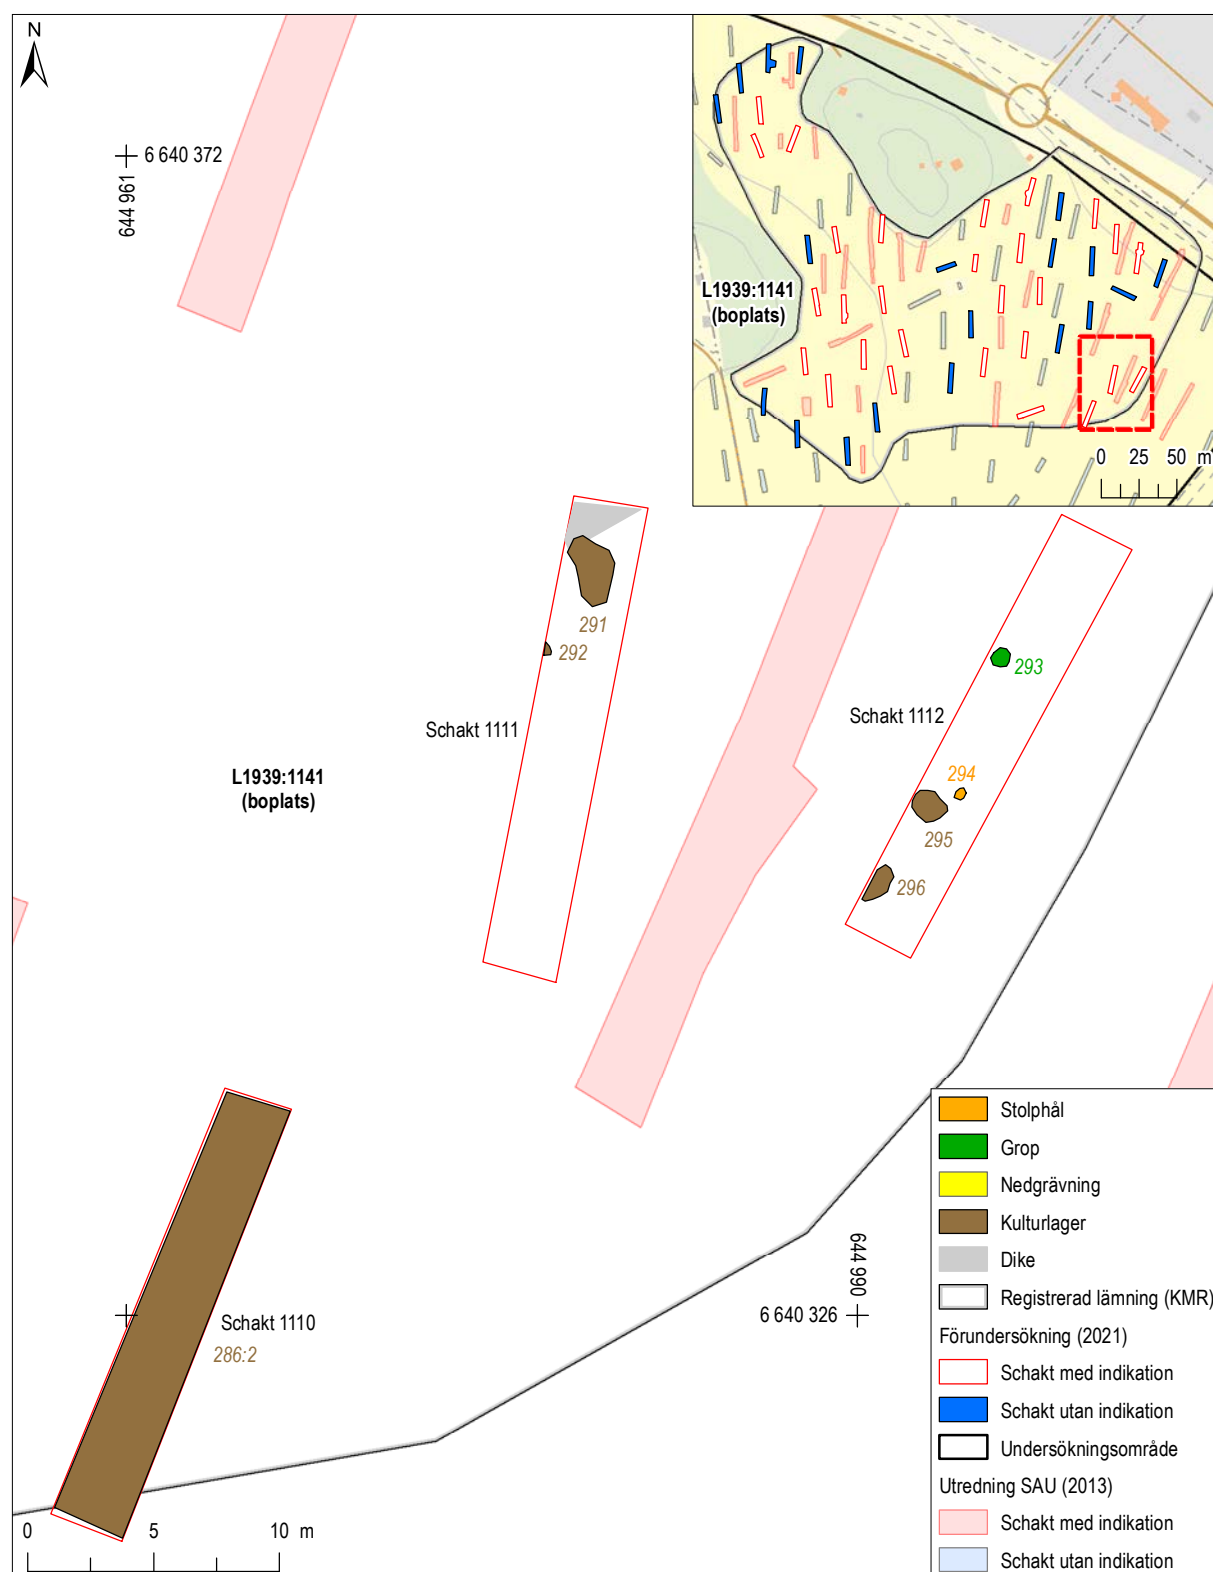 N
6 640 372
644 961
L1939:1141
(boplats)
0 25 50 m
291
292
293
Schakt 1111
Schakt 1112
294
L1939:1141
(boplats)
295
296
Schakt 1110
286:2
644 990
6 640 326
0 5 10 m
Stolphål
Grop
Nedgrävning
Kulturlager
Dike
Registrerad lämning (KMR)
Förundersökning (2021)
Schakt med indikation
Schakt utan indikation
Undersökningsområde
Utredning SAU (2013)
Schakt med indikation
Schakt utan indikation